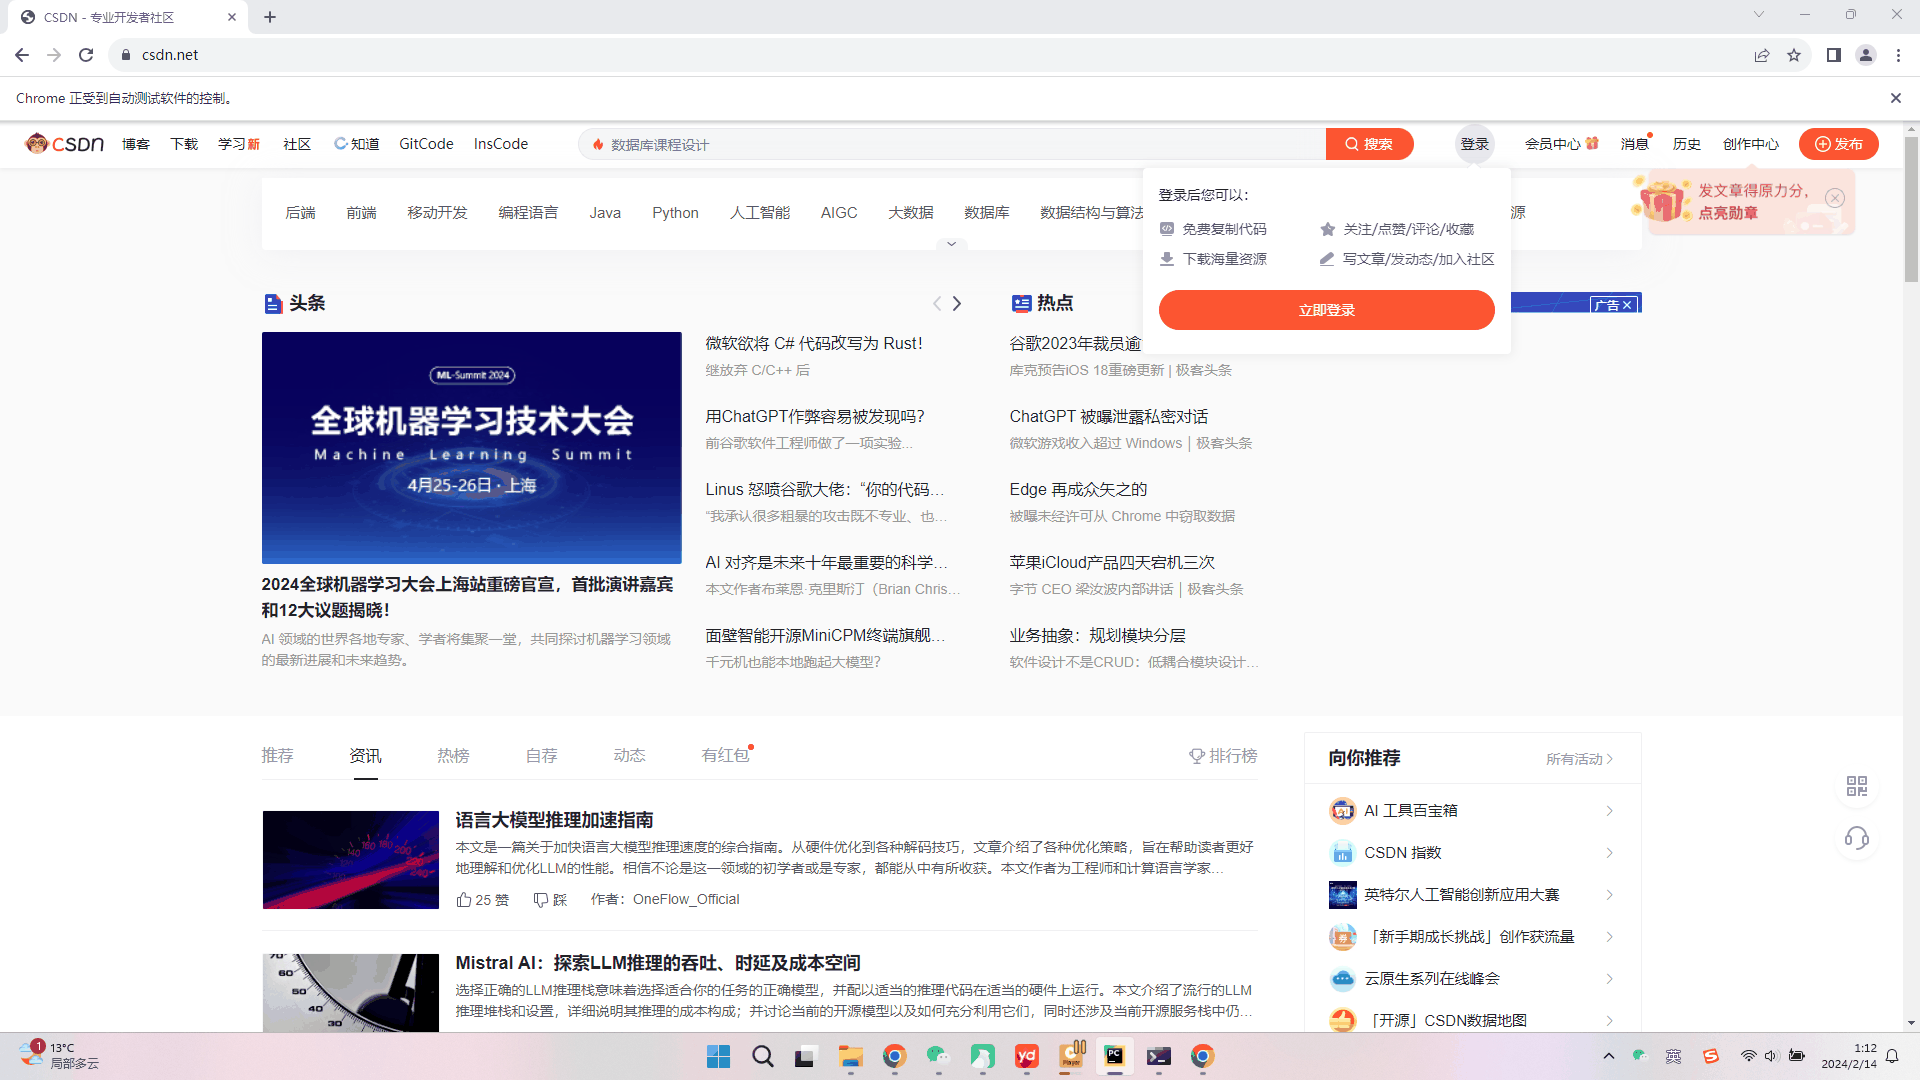 CSDN - 专业开发者社区
csdn.net
Chrome 正受到自动测试软件的控制。
CSDN 博客 下载 学习新 社区 知道 GitCode InsCode 数据库课程设计 搜索 登录 会员中心 消息 历史 创作中心 发布
发文章得原力分，
点亮勋章
后端 前端 移动开发 编程语言 Java Python 人工智能 AIGC 大数据 数据库 数据结构与算法 源
登录后您可以：
免费复制代码 关注/点赞/评论/收藏
下载海量资源 写文章/发动态/加入社区
立即登录
广告
头条
ML-Summit 2024
全球机器学习技术大会
Machine Learning Summit
4月25-26日·上海
2024全球机器学习大会上海站重磅官宣，首批演讲嘉宾
和12大议题揭晓！
AI 领域的世界各地专家、学者将集聚一堂，共同探讨机器学习领域
的最新进展和未来趋势。
微软欲将 C# 代码改写为 Rust！
继放弃 C/C++ 后
用ChatGPT作弊容易被发现吗？
前谷歌软件工程师做了一项实验...
Linus 怒喷谷歌大佬：“你的代码…
“我承认很多粗暴的攻击既不专业、也…
AI 对齐是未来十年最重要的科学…
本文作者布莱恩·克里斯汀（Brian Chris…
面壁智能开源MiniCPM终端旗舰…
千元机也能本地跑起大模型？
热点
谷歌2023年裁员逾
库克预告iOS 18重磅更新 | 极客头条
ChatGPT 被曝泄露私密对话
微软游戏收入超过 Windows | 极客头条
Edge 再成众矢之的
被曝未经许可从 Chrome 中窃取数据
苹果iCloud产品四天宕机三次
字节 CEO 梁汝波内部讲话 | 极客头条
业务抽象：规划模块分层
软件设计不是CRUD：低耦合模块设计…
推荐 资讯 热榜 自荐 动态 有红包 排行榜
语言大模型推理加速指南
本文是一篇关于加快语言大模型推理速度的综合指南。从硬件优化到各种解码技巧，文章介绍了各种优化策略，旨在帮助读者更好
地理解和优化LLM的性能。相信不论是这一领域的初学者或是专家，都能从中有所收获。本文作者为工程师和计算语言学家…
25 赞 踩 作者：OneFlow_Official
140 160 180 200 220 240
Mistral AI：探索LLM推理的吞吐、时延及成本空间
选择正确的LLM推理栈意味着选择适合你的任务的正确模型，并配以适当的推理代码在适当的硬件上运行。本文介绍了流行的LLM
推理堆栈和设置，详细说明其推理的成本构成；并讨论当前的开源模型以及如何充分利用它们，同时还涉及当前开源服务栈中仍…
70
60
50
40
30
向你推荐 所有活动
AI 工具百宝箱
CSDN 指数
英特尔人工智能创新应用大赛
「新手期成长挑战」创作获流量
云原生系列在线峰会
「开源」CSDN数据地图
1
13°C
局部多云
yd
Player
PC
英
1:12
2024/2/14